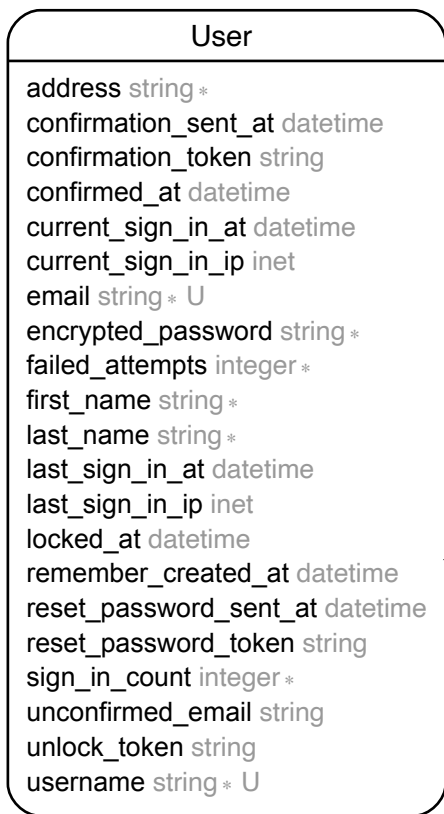 User
address string *
confirmation_sent_at datetime
confirmation_token string
confirmed_at datetime
current_sign_in_at datetime
current_sign_in_ip inet
email string * U
encrypted_password string *
failed_attempts integer *
first_name string *
last_name string *
last_sign_in_at datetime
last_sign_in_ip inet
locked_at datetime
remember_created_at datetime
reset_password_sent_at datetime
reset_password_token string
sign_in_count integer *
unconfirmed_email string
unlock_token string
username string * U